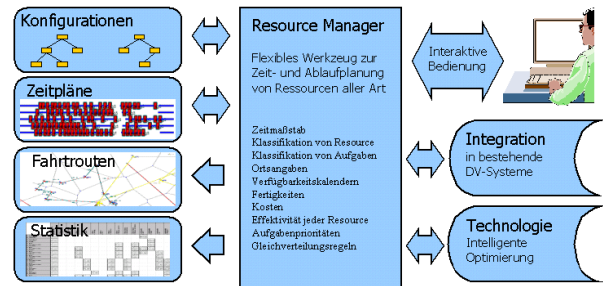 Konfigurationen
Zeitpläne
Fahrtrouten
Statistik
Resource Manager
Flexibles Werkzeug zur
Zeit- und Ablaufplanung
von Ressourcen aller Art
Zeitmaßstab
Klassifikation von Resource
Klassifikation von Aufgaben
Ortsangaben
Verfügbarkeitskalendern
Fertigkeiten
Kosten
Effektivität jeder Resource
Aufgabenprioritäten
Gleichverteilungsregeln
Interaktive
Bedienung
Integration
in bestehende
DV-Systeme
Technologie
Intelligente
Optimierung